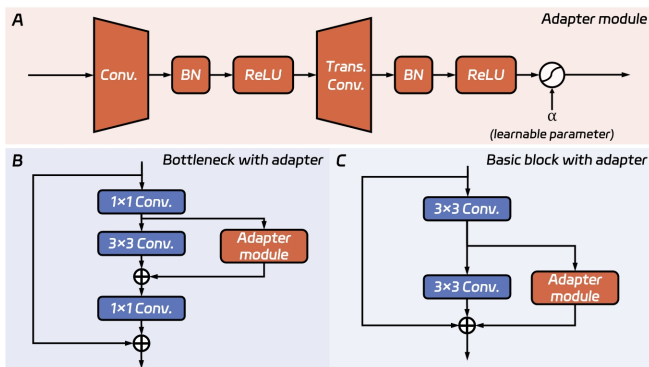 A
Adapter module
Conv.
BN
ReLU
Trans.
Conv.
BN
ReLU
α
(learnable parameter)
B
Bottleneck with adapter
1×1 Conv.
3×3 Conv.
Adapter
module
1×1 Conv.
C
Basic block with adapter
3×3 Conv.
3×3 Conv.
Adapter
module